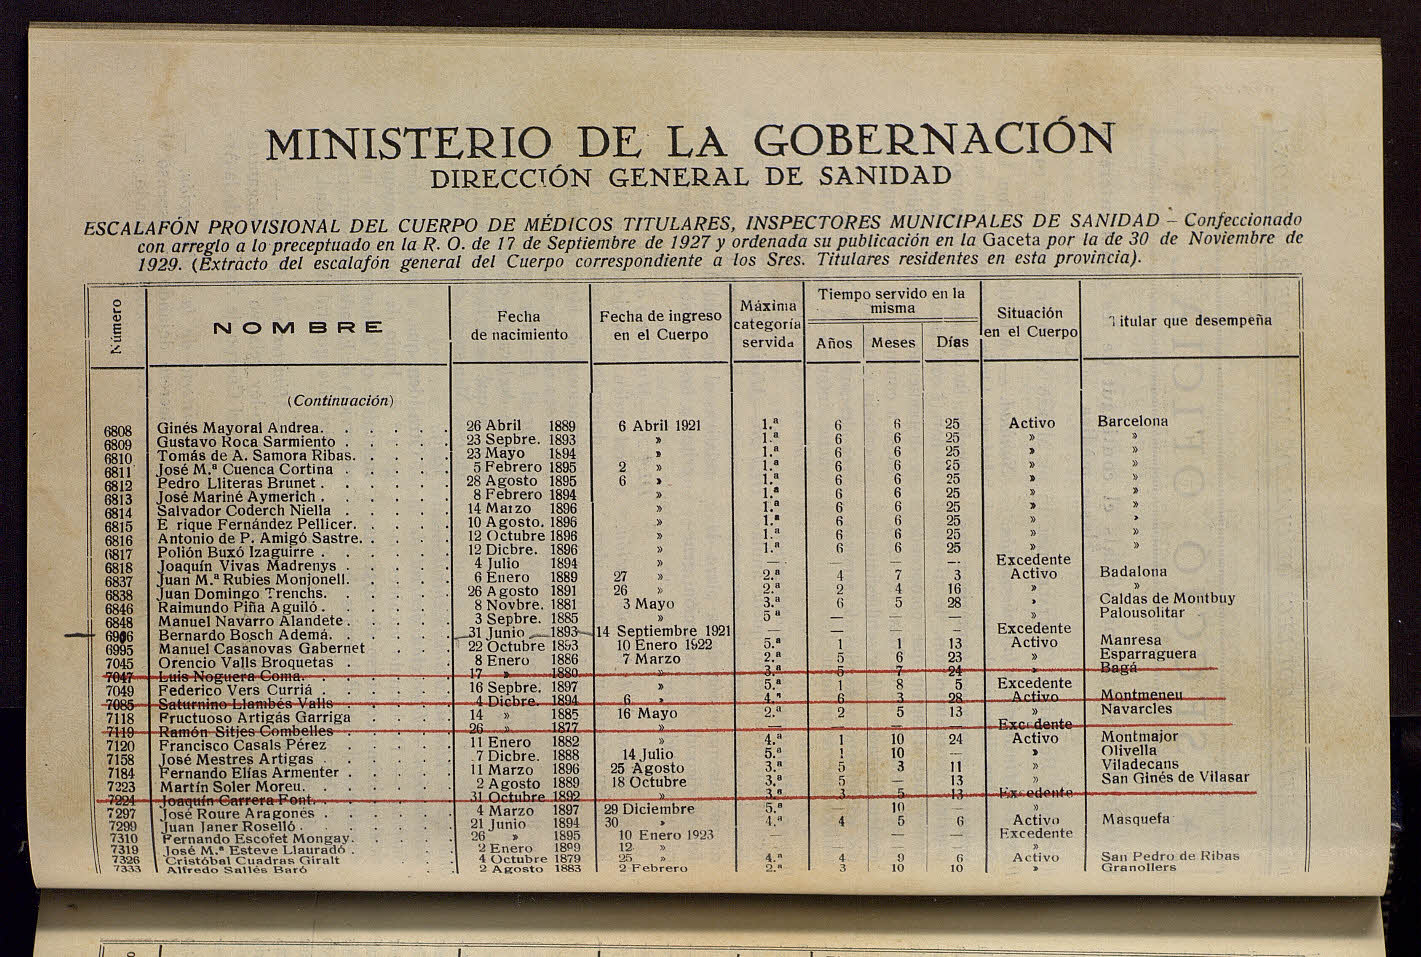 MINISTERIO DE LA GOBERNACIÓN
DIRECCIÓN GENERAL DE SANIDAD
ESCALAFÓN PROVISIONAL DEL CUERPO DE MÉDICOS TITULARES, INSPECTORES MUNICIPALES DE SANIDAD – Confeccionado
con arreglo a lo preceptuado en la R. O. de 17 de Septiembre de 1927 y ordenada su publicación en la Gaceta por la de 30 de Noviembre de
1929. (Extracto del escalafón general del Cuerpo correspondiente a los Sres. Titulares residentes en esta provincia).
Número NOMBRE Fecha de nacimiento Fecha de ingreso en el Cuerpo Máxima categoría servida Tiempo servido en la misma Años Meses Días Situación en el Cuerpo Titular que desempeña
(Continuación)
6808 Ginés Mayoral Andrea. 26 Abril 1889 6 Abril 1921 1.ª 6 6 25 Activo Barcelona
6809 Gustavo Roca Sarmiento . 23 Sepbre. 1893 » 1.ª 6 6 25 » »
6810 Tomás de A. Samora Ribas. 23 Mayo 1894 » 1.ª 6 6 25 » »
6811 José M.ª Cuenca Cortina . 5 Febrero 1895 2 » 1.ª 6 6 25 » »
6812 Pedro Lliteras Brunet . 28 Agosto 1895 6 » 1.ª 6 6 25 » »
6813 José Mariné Aymerich . 8 Febrero 1894 » 1.ª 6 6 25 » »
6814 Salvador Coderch Niella . 14 Marzo 1896 » 1.ª 6 6 25 » »
6815 E rique Fernández Pellicer. 10 Agosto. 1896 » 1.ª 6 6 25 » »
6816 Antonio de P. Amigó Sastre. 12 Octubre 1896 » 1.ª 6 6 25 » »
6817 Polión Buxó Izaguirre . 12 Dicbre. 1896 » 1.ª 6 6 25 » »
6818 Joaquín Vivas Madrenys . 4 Julio 1894 » — — — Excedente
6837 Juan M.ª Rubies Monjonell. 6 Enero 1889 27 » 2.ª 4 7 3 Activo Badalona
6838 Juan Domingo Trenchs. 26 Agosto 1891 26 » 2.ª 2 4 16 » »
6846 Raimundo Piña Aguiló . 8 Novbre. 1881 3 Mayo 3.ª 6 5 28 » Caldas de Montbuy
6848 Manuel Navarro Alandete . 3 Sepbre. 1885 » 5 ª — — — » Palousolitar
6906 Bernardo Bosch Ademá. 31 Junio 1893 14 Septiembre 1921 — — — Excedente
6995 Manuel Casanovas Gabernet 22 Octubre 1893 10 Enero 1922 5.ª 1 1 13 Activo Manresa
7045 Orencio Valls Broquetas . 8 Enero 1886 7 Marzo 2.ª 5 6 23 » Esparraguera
7047 Luis Noguera Coma. 17 » 1880 » 3.ª 5 7 24 » Bagá
7049 Federico Vers Curriá . 16 Sepbre. 1897 » 5.ª 1 8 5 Excedente
7085 Saturnino Llambés Valls 4 Dicbre. 1894 6 » 4.ª 6 3 28 Activo Montmeneu
7118 Fructuoso Artigás Garriga 14 » 1885 16 Mayo 2.ª 2 5 13 » Navarcles
7119 Ramón Sitjes Combelles 26 » 1877 » — — — Excedente
7120 Francisco Casals Pérez . 11 Enero 1882 » 4.ª 1 10 24 Activo Montmajor
7158 José Mestres Artigas . 7 Dicbre. 1888 14 Julio 5.ª 1 10 — » Olivella
7184 Fernando Elías Armenter . 11 Marzo 1896 25 Agosto 3.ª 5 3 11 » Viladecans
7223 Martín Soler Moreu. 2 Agosto 1889 18 Octubre 3.ª 5 — 13 » San Ginés de Vilasar
7224 Joaquín Carrera Font. 31 Octubre 1892 » 3.ª 3 5 13 Excedente
7297 José Roure Aragonés . 4 Marzo 1897 29 Diciembre 5.ª 10 — »
7299 Juan Janer Roselló . 21 Junio 1894 30 » 4.ª 4 5 6 Activo Masquefa
7310 Fernando Escofet Mongay. 26 » 1895 10 Enero 1923 — — — Excedente
7319 José M.ª Esteve Llauradó . 2 Enero 1899 12 » — — — »
7326 Cristóbal Cuadras Giralt 4 Octubre 1879 25 » 4.ª 4 9 6 Activo San Pedro de Ribas
7333 Alfredo Sallés Baró 2 Agosto 1883 2 Febrero 2.ª 3 10 10 » Granollers